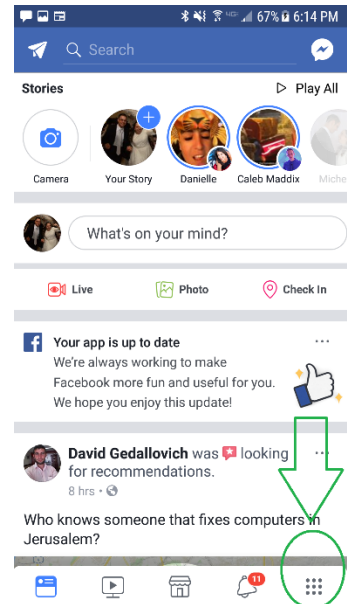 67% 6:14 PM
Search
Stories
Play All
Camera
Your Story
Danielle
Caleb Maddix
Miche
What's on your mind?
Live
Photo
Check In
Your app is up to date
We're always working to make
Facebook more fun and useful for you.
We hope you enjoy this update!
David Gedallovich was looking
for recommendations.
8 hrs
Who knows someone that fixes computers in
Jerusalem?
11